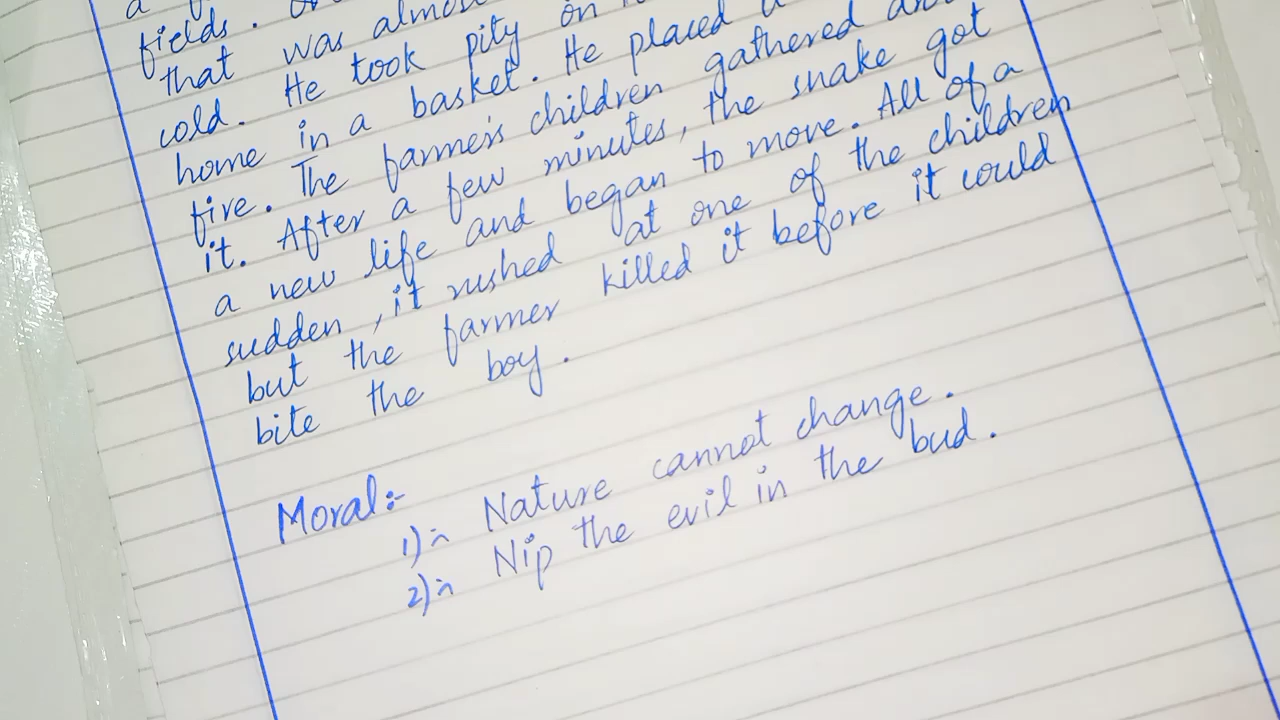 a
fields.
that was almost
cold. He took pity on
home in a basket. He placed
fire. The farmer's children gathered
it. After a few minutes, the snake got
a new life and began to move. All of a
sudden, it rushed at one of the children
but the farmer killed it before it could
bite the boy.
Moral:-
1):- Nature cannot change.
2):- Nip the evil in the bud.